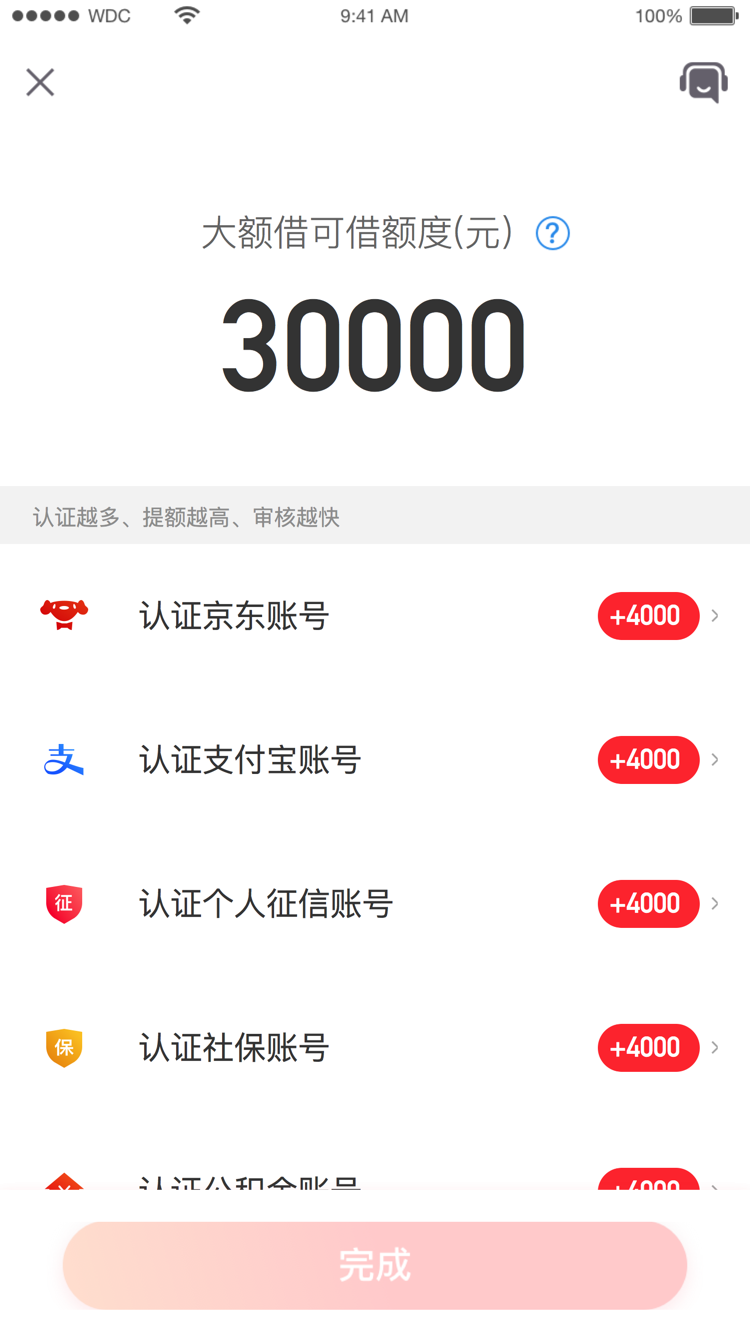 WDC 9:41 AM 100%
大额借可借额度(元) ?
30000
认证越多、提额越高、审核越快
认证京东账号 +4000
支 认证支付宝账号 +4000
征 认证个人征信账号 +4000
保 认证社保账号 +4000
认证公积金账号 +4000
完成